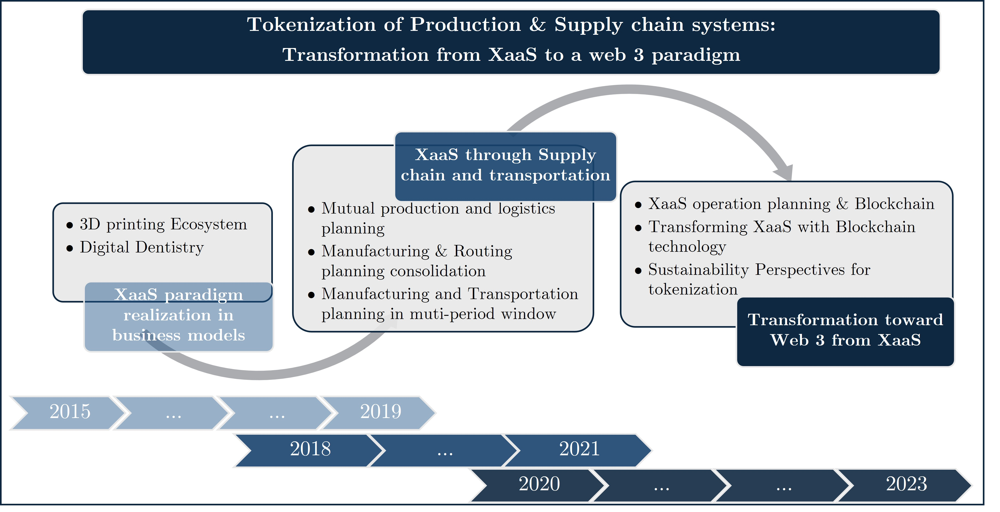 Tokenization of Production & Supply chain systems:
Transformation from XaaS to a web 3 paradigm
• 3D printing Ecosystem
• Digital Dentistry
XaaS paradigm
realization in
business models
XaaS through Supply
chain and transportation
• Mutual production and logistics
planning
• Manufacturing & Routing
planning consolidation
• Manufacturing and Transportation
planning in muti-period window
• XaaS operation planning & Blockchain
• Transforming XaaS with Blockchain
technology
• Sustainability Perspectives for
tokenization
Transformation toward
Web 3 from XaaS
2015 ... ... 2019
2018 ... 2021
2020 ... ... 2023